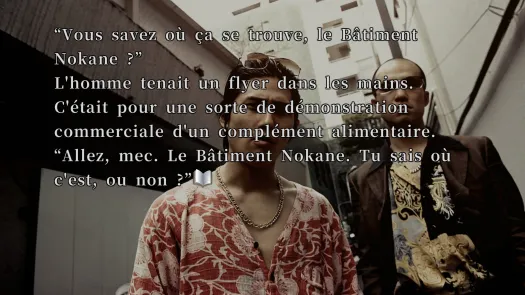 “Vous savez où ça se trouve, le Bâtiment
Nokane ?”
L'homme tenait un flyer dans les mains.
C'était pour une sorte de démonstration
commerciale d'un complément alimentaire.
“Allez, mec. Le Bâtiment Nokane. Tu sais où
c'est, ou non ?”